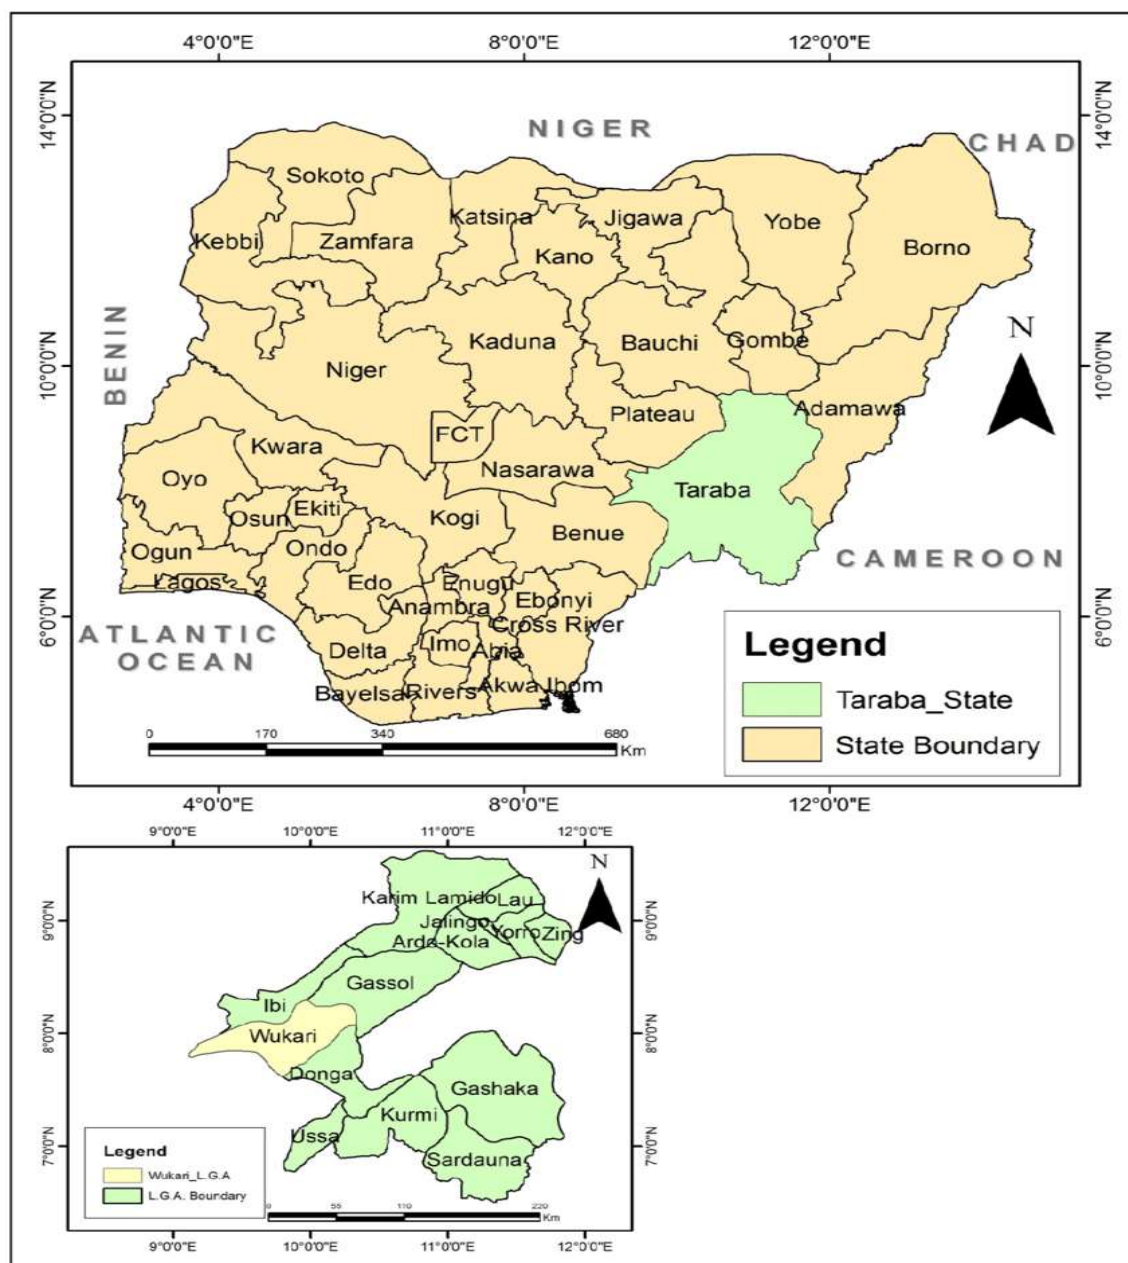 4°0'0"E 8°0'0"E 12°0'0"E
14°0'0"N
14°0'0"N
NIGER
CHAD
Sokoto
Katsina
Jigawa
Yobe
Kebbi
Zamfara
Kano
Borno
BENIN
N
10°0'0"N
10°0'0"N
Niger
Kaduna
Bauchi
Gombe
Plateau
Adamawa
FCT
Kwara
Nasarawa
Oyo
Taraba
Osun
Ekiti
Kogi
Benue
Ogun
Ondo
CAMEROON
Lagos
Edo
Enugu
Anambra
Ebonyi
Cross River
6°0'0"N
6°0'0"N
ATLANTIC
OCEAN
Delta
Imo
Abia
Bayelsa
Rivers
Akwa Ibom
Legend
Taraba_State
State Boundary
0 170 340 680
Km
4°0'0"E 8°0'0"E 12°0'0"E
9°0'0"E 10°0'0"E 11°0'0"E 12°0'0"E
N
Karim Lamido
Lau
9°0'0"N
9°0'0"N
Jalingo
Yorro
Zing
Ardo-Kola
Gassol
Ibi
8°0'0"N
8°0'0"N
Wukari
Donga
Gashaka
Kurmi
Ussa
7°0'0"N
7°0'0"N
Sardauna
Legend
Wukari_L.G.A
L.G.A. Boundary
0 55 110 220
Km
9°0'0"E 10°0'0"E 11°0'0"E 12°0'0"E